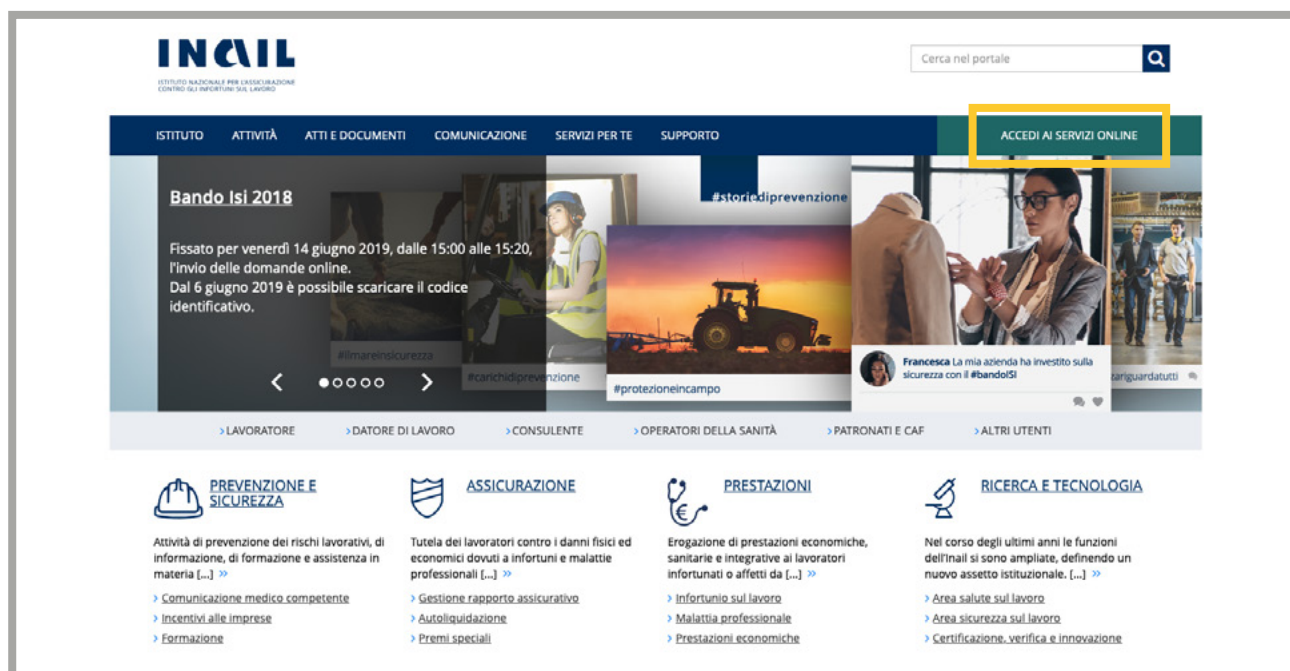 INAIL
ISTITUTO NAZIONALE PER L'ASSICURAZIONE
CONTRO GLI INFORTUNI SUL LAVORO
Cerca nel portale
ISTITUTO ATTIVITÀ ATTI E DOCUMENTI COMUNICAZIONE SERVIZI PER TE SUPPORTO ACCEDI AI SERVIZI ONLINE
Bando Isi 2018
#storiediprevenzione
Fissato per venerdì 14 giugno 2019, dalle 15:00 alle 15:20,
l'invio delle domande online.
Dal 6 giugno 2019 è possibile scaricare il codice
identificativo.
#ilmareinsicurezza
#carichidiprevenzione
#protezioneincampo
Francesca La mia azienda ha investito sulla
sicurezza con il #bandoISI
zariguardatutti
>LAVORATORE >DATORE DI LAVORO >CONSULENTE >OPERATORI DELLA SANITÀ >PATRONATI E CAF >ALTRI UTENTI
PREVENZIONE E
SICUREZZA
Attività di prevenzione dei rischi lavorativi, di
informazione, di formazione e assistenza in
materia [...] »
> Comunicazione medico competente
> Incentivi alle imprese
> Formazione
ASSICURAZIONE
Tutela dei lavoratori contro i danni fisici ed
economici dovuti a infortuni e malattie
professionali [...] »
> Gestione rapporto assicurativo
> Autoliquidazione
> Premi speciali
PRESTAZIONI
Erogazione di prestazioni economiche,
sanitarie e integrative ai lavoratori
infortunati o affetti da [...] »
> Infortunio sul lavoro
> Malattia professionale
> Prestazioni economiche
RICERCA E TECNOLOGIA
Nel corso degli ultimi anni le funzioni
dell'Inail si sono ampliate, definendo un
nuovo assetto istituzionale. [...] »
> Area salute sul lavoro
> Area sicurezza sul lavoro
> Certificazione, verifica e innovazione